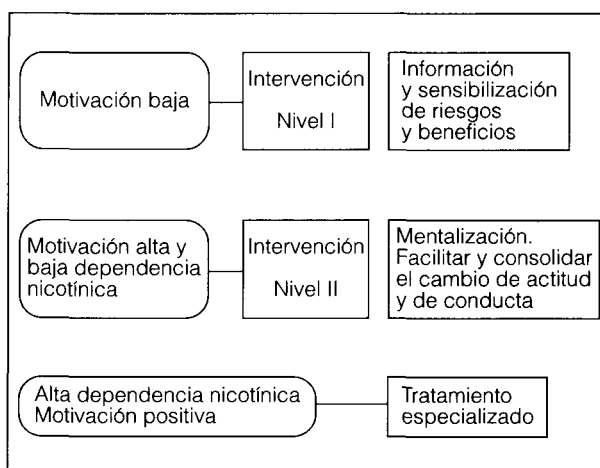 Motivación baja
Intervención
Nivel I
Información
y sensibilización
de riesgos
y beneficios
Motivación alta y
baja dependencia
nicotínica
Intervención
Nivel II
Mentalización.
Facilitar y consolidar
el cambio de actitud
y de conducta
Alta dependencia nicotínica
Motivación positiva
Tratamiento
especializado